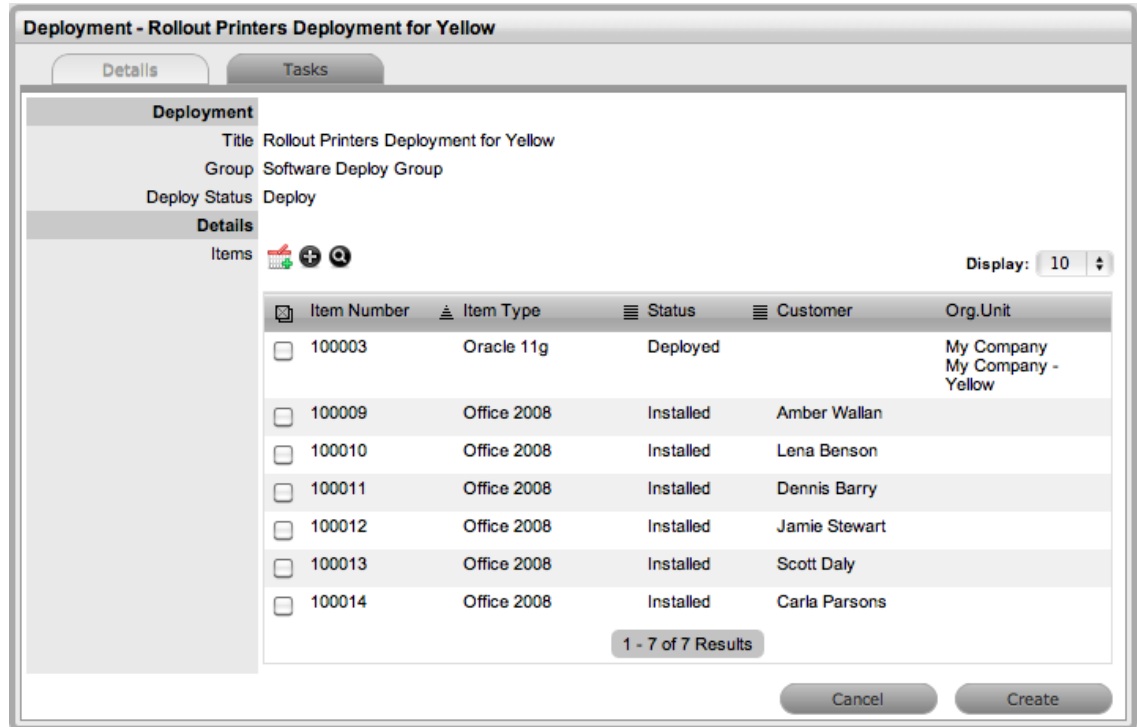 Deployment - Rollout Printers Deployment for Yellow
Details
Tasks
Deployment
Title Rollout Printers Deployment for Yellow
Group Software Deploy Group
Deploy Status Deploy
Details
Items
Display: 10
Item Number Item Type Status Customer Org.Unit
100003 Oracle 11g Deployed My Company
My Company -
Yellow
100009 Office 2008 Installed Amber Wallan
100010 Office 2008 Installed Lena Benson
100011 Office 2008 Installed Dennis Barry
100012 Office 2008 Installed Jamie Stewart
100013 Office 2008 Installed Scott Daly
100014 Office 2008 Installed Carla Parsons
1 - 7 of 7 Results
Cancel Create